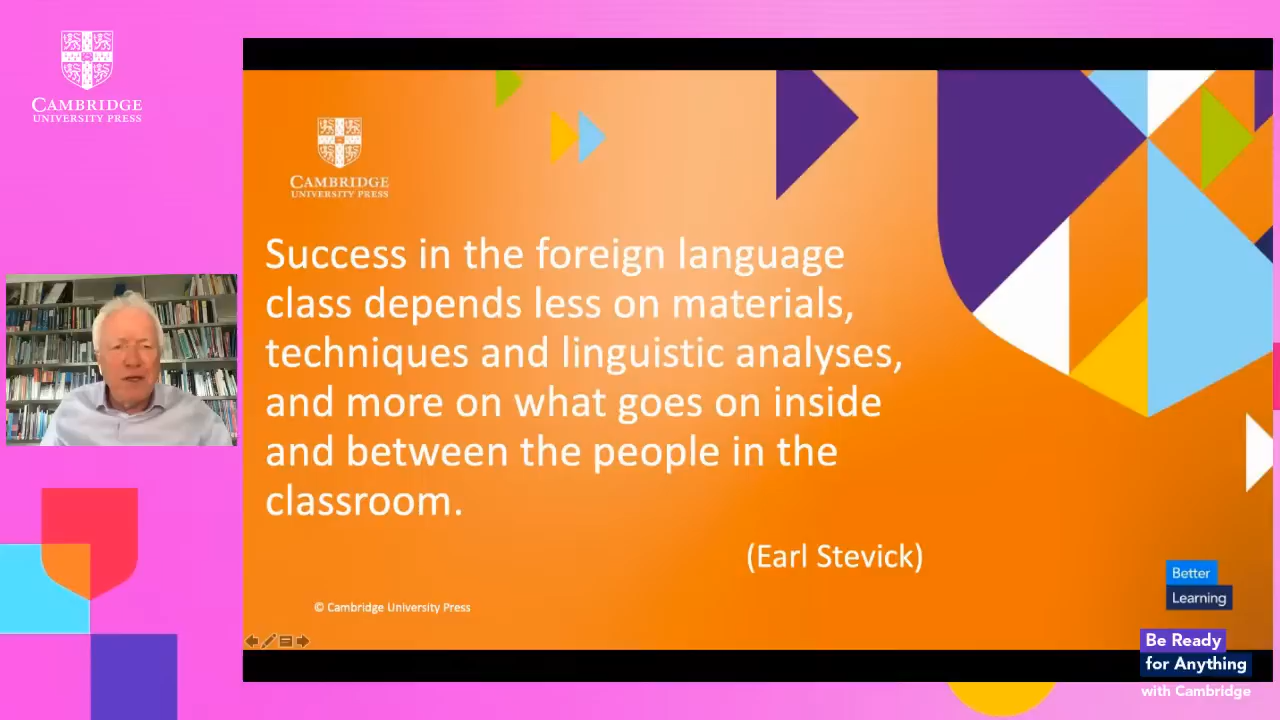 CAMBRIDGE
UNIVERSITY PRESS
CAMBRIDGE
UNIVERSITY PRESS
Success in the foreign language
class depends less on materials,
techniques and linguistic analyses,
and more on what goes on inside
and between the people in the
classroom.
(Earl Stevick)
© Cambridge University Press
Better
Learning
Be Ready
for Anything
with Cambridge